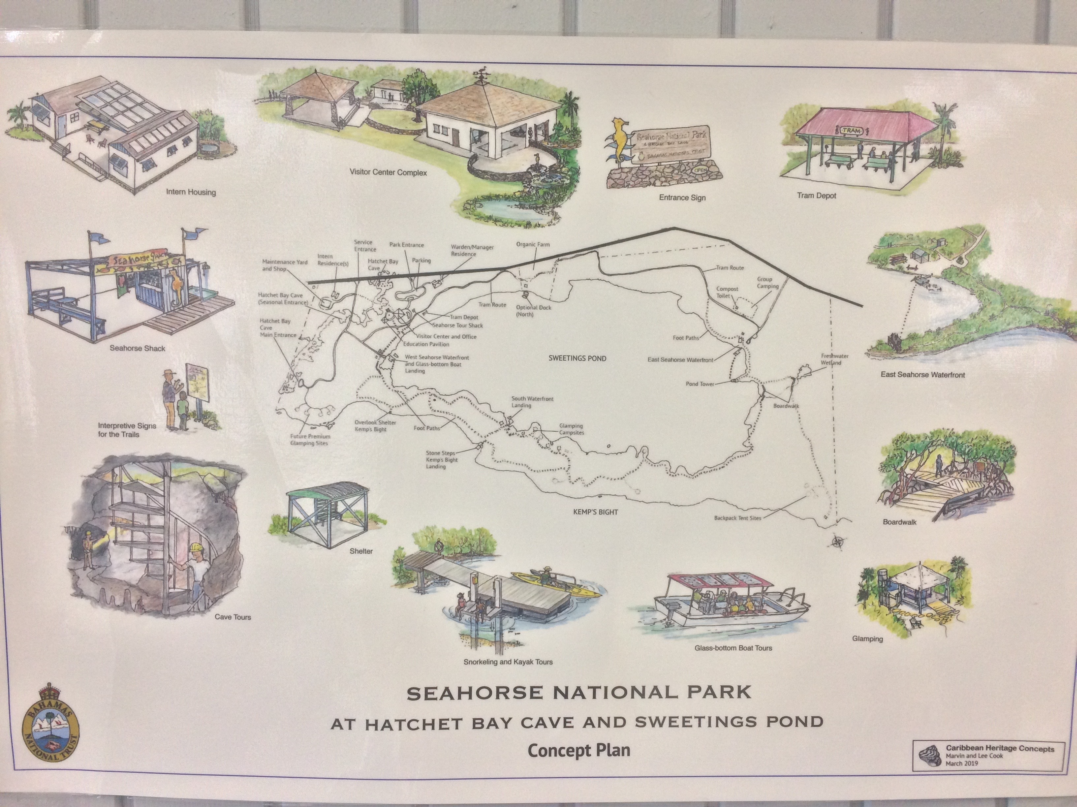 Intern Housing
Visitor Center Complex
Seahorse National Park
Entrance Sign
TRAM
Tram Depot
Seahorse Shack
Interpretive Signs
for the Trails
Cave Tours
Shelter
Snorkeling and Kayak Tours
Glass-bottom Boat Tours
Glamping
Boardwalk
East Seahorse Waterfront
Service
Entrance
Park Entrance
Warden/Manager
Residence
Organic Farm
Maintenance Yard
and Shop
Intern
Residence(s)
Hatchet Bay
Cave
Parking
Hatchet Bay Cave
(Seasonal Entrance)
Hatchet Bay
Cave
Main Entrance
Tram Route
Optional Dock
(North)
Tram Depot
Seahorse Tour Shack
Visitor Center and Office
Education Pavilion
West Seahorse Waterfront
and Glass-bottom Boat
Landing
SWEETINGS POND
Tram Route
Group
Camping
Compost
Toilet
Foot Paths
East Seahorse Waterfront
Freshwater
Wetland
Boardwalk
South Waterfront
Landing
Glamping
Campsites
Overlook Shelter
Kemp's Bight
Foot Paths
Future Premium
Glamping Sites
Stone Steps
Kemp's Bight
Landing
KEMP'S BIGHT
Backpack Tent Sites
SEAHORSE NATIONAL PARK
AT HATCHET BAY CAVE AND SWEETINGS POND
Concept Plan
BAHAMAS
NATIONAL TRUST
Caribbean Heritage Concepts
Marvin and Lee Cook
March 2019